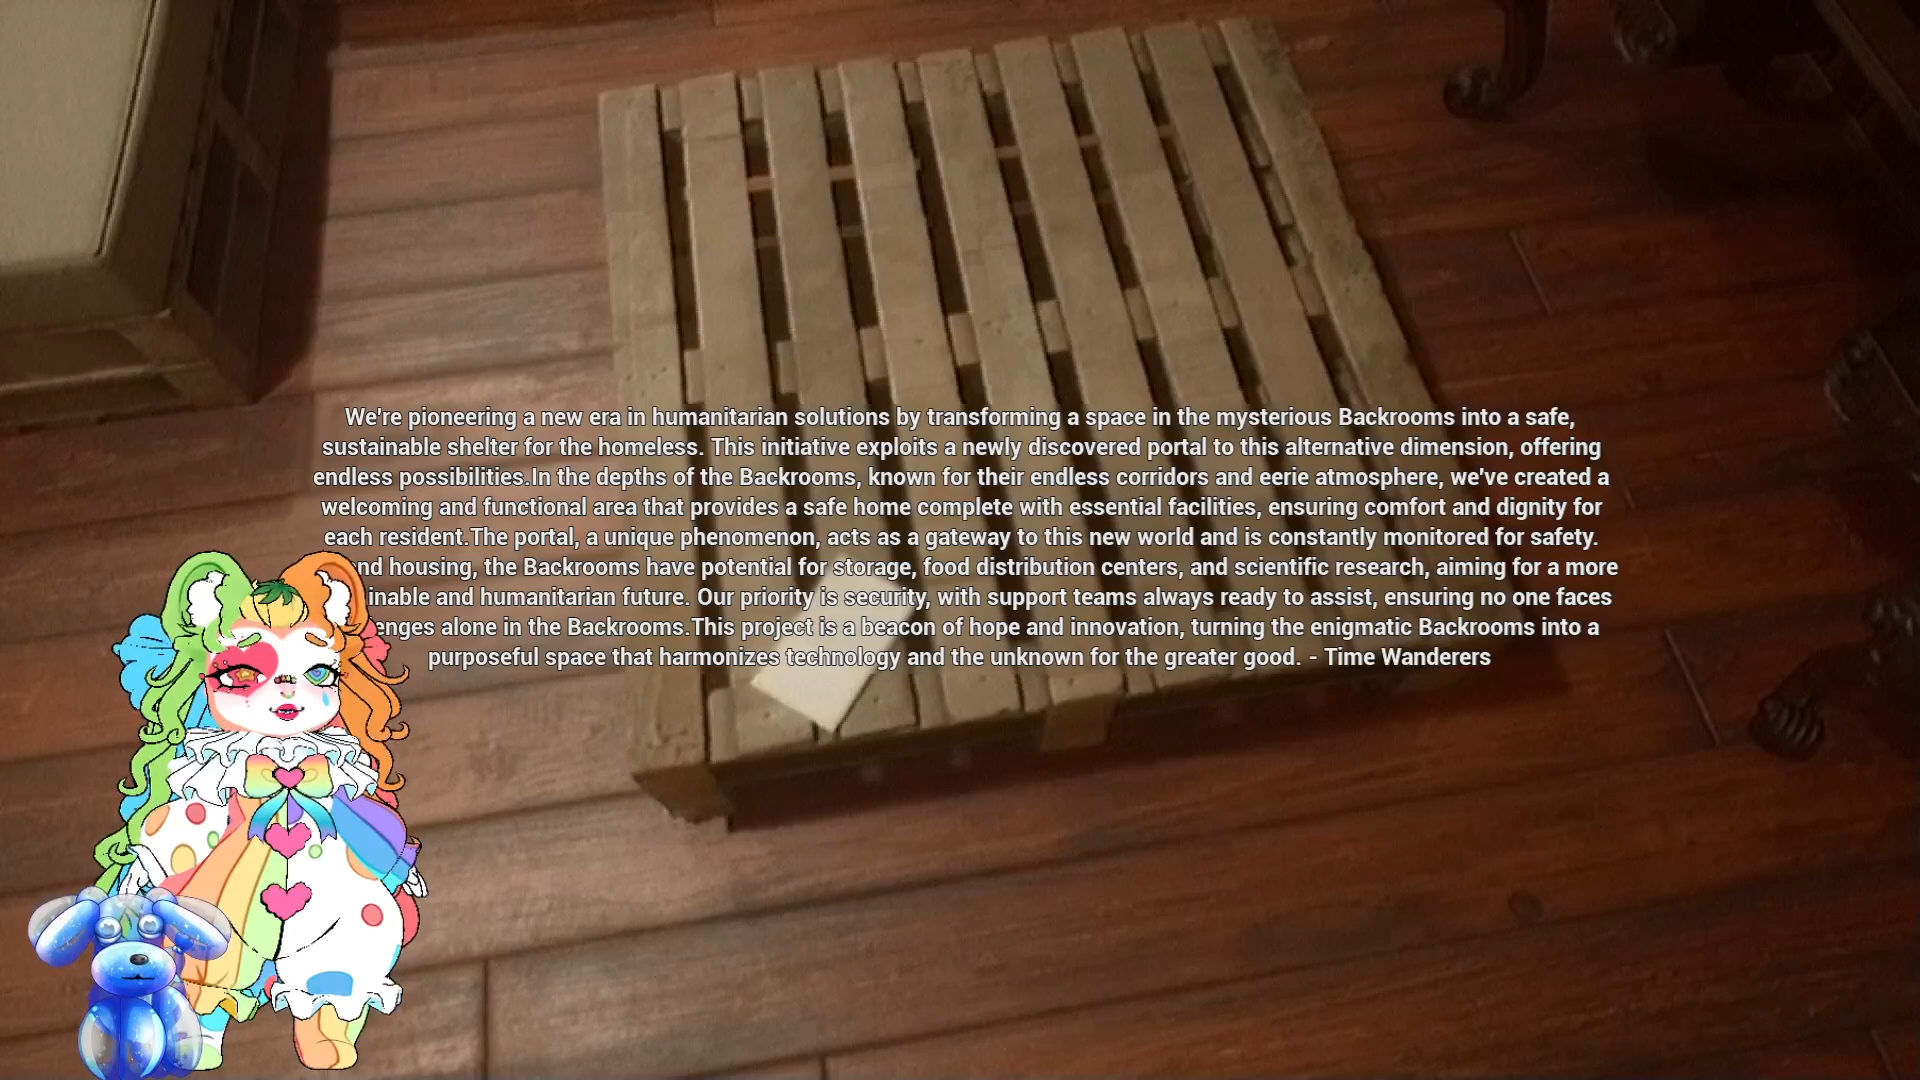 We're pioneering a new era in humanitarian solutions by transforming a space in the mysterious Backrooms into a safe,
sustainable shelter for the homeless. This initiative exploits a newly discovered portal to this alternative dimension, offering
endless possibilities.In the depths of the Backrooms, known for their endless corridors and eerie atmosphere, we've created a
welcoming and functional area that provides a safe home complete with essential facilities, ensuring comfort and dignity for
each resident.The portal, a unique phenomenon, acts as a gateway to this new world and is constantly monitored for safety.
housing, the Backrooms have potential for storage, food distribution centers, and scientific research, aiming for a more
and humanitarian future. Our priority is security, with support teams always ready to assist, ensuring no one faces
alone in the Backrooms.This project is a beacon of hope and innovation, turning the enigmatic Backrooms into a
purposeful space that harmonizes technology and the unknown for the greater good. - Time Wanderers